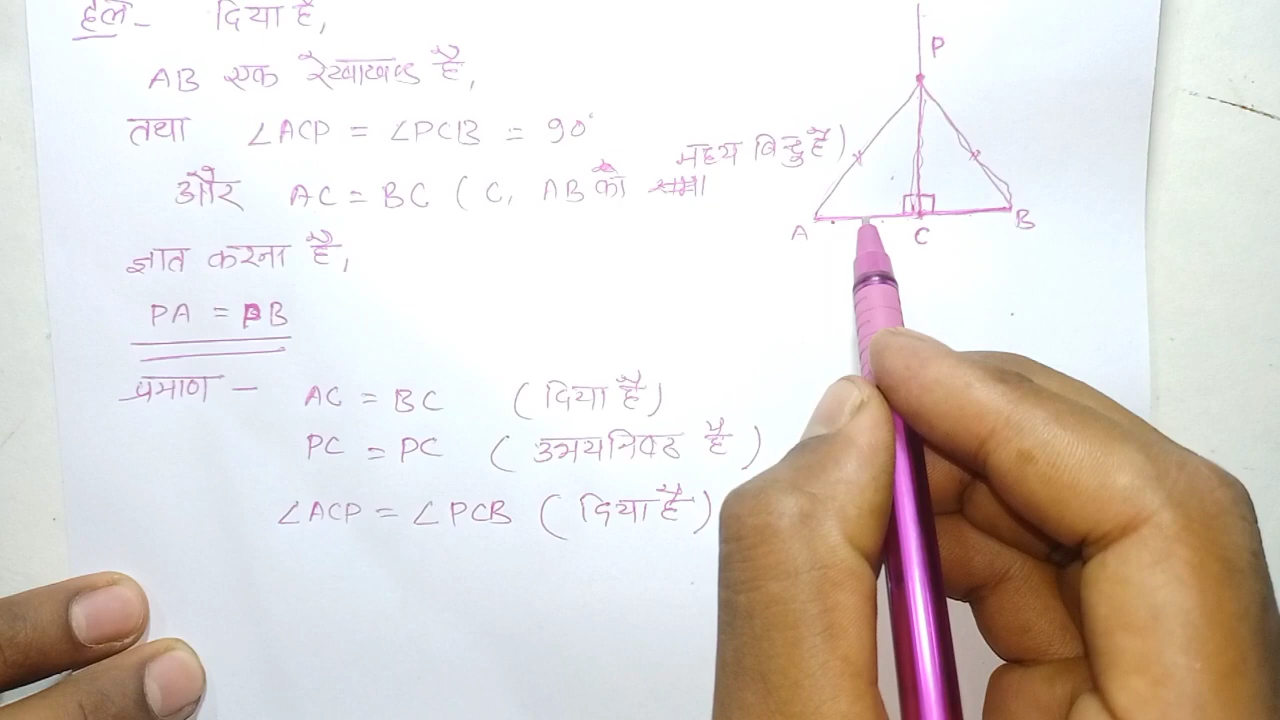 हल- दिया है,
AB एक रेखाखण्ड है,
तथा ∠ACP = ∠PCB = 90°
और AC = BC ( C, AB का मध्य बिन्दु है)
ज्ञात करना है,
PA = PB
प्रमाण - AC = BC (दिया है)
PC = PC ( उभयनिष्ठ है )
∠ACP = ∠PCB ( दिया है)
P
A
C
B